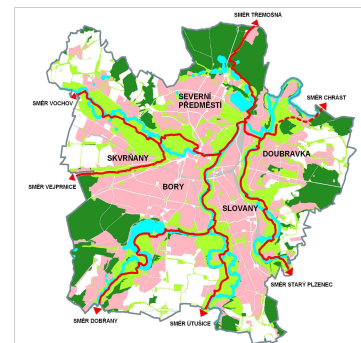 SMĚR TŘEMOŠNÁ
SEVERNÍ
PŘEDMĚSTÍ
SMĚR VOCHOV
SMĚR CHRÁST
SKVRŇANY
DOUBRAVKA
SMĚR VEJPRNICE
BORY
SLOVANY
SMĚR STARÝ PLZENEC
SMĚR DOBŘANY
SMĚR ÚTUŠICE